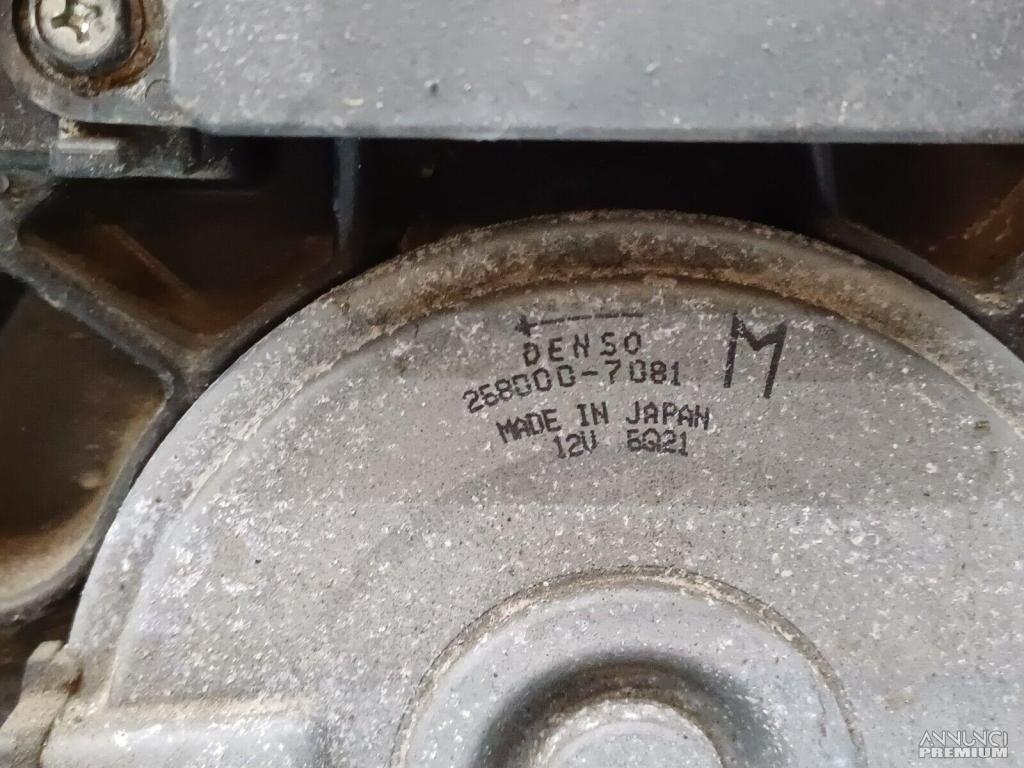 DENSO
268000-7081
M
MADE IN JAPAN
12V 6Q21
ANNUNCI
PREMIUM